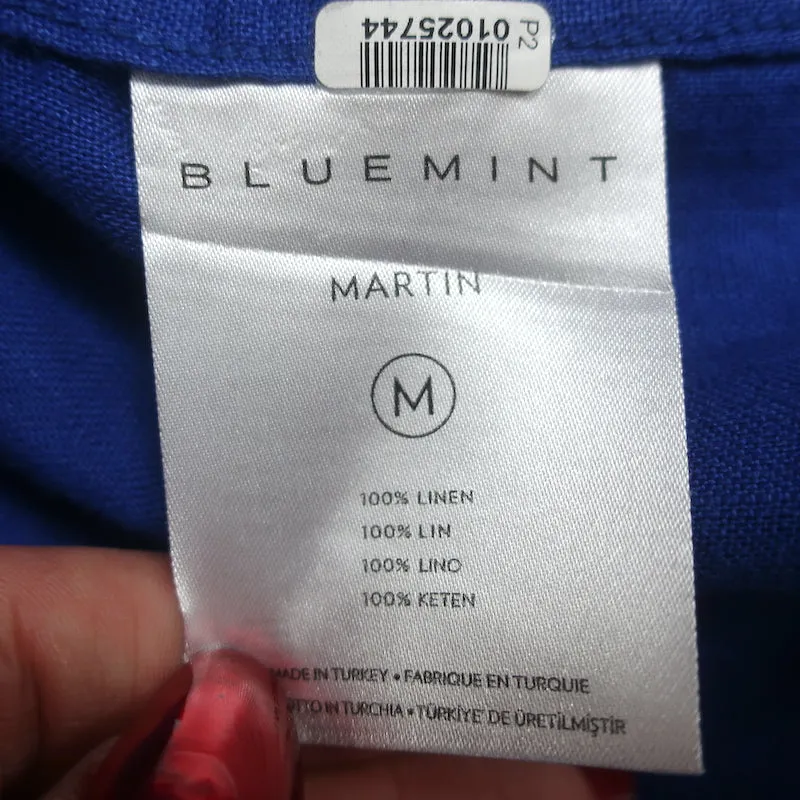 P2
01025744
BLUEMINT
MARTIN
M
100% LINEN
100% LIN
100% LINO
100% KETEN
MADE IN TURKEY • FABRIQUE EN TURQUIE
IN TURCHIA • TÜRKİYE' DE ÜRETİLMİŞTİR